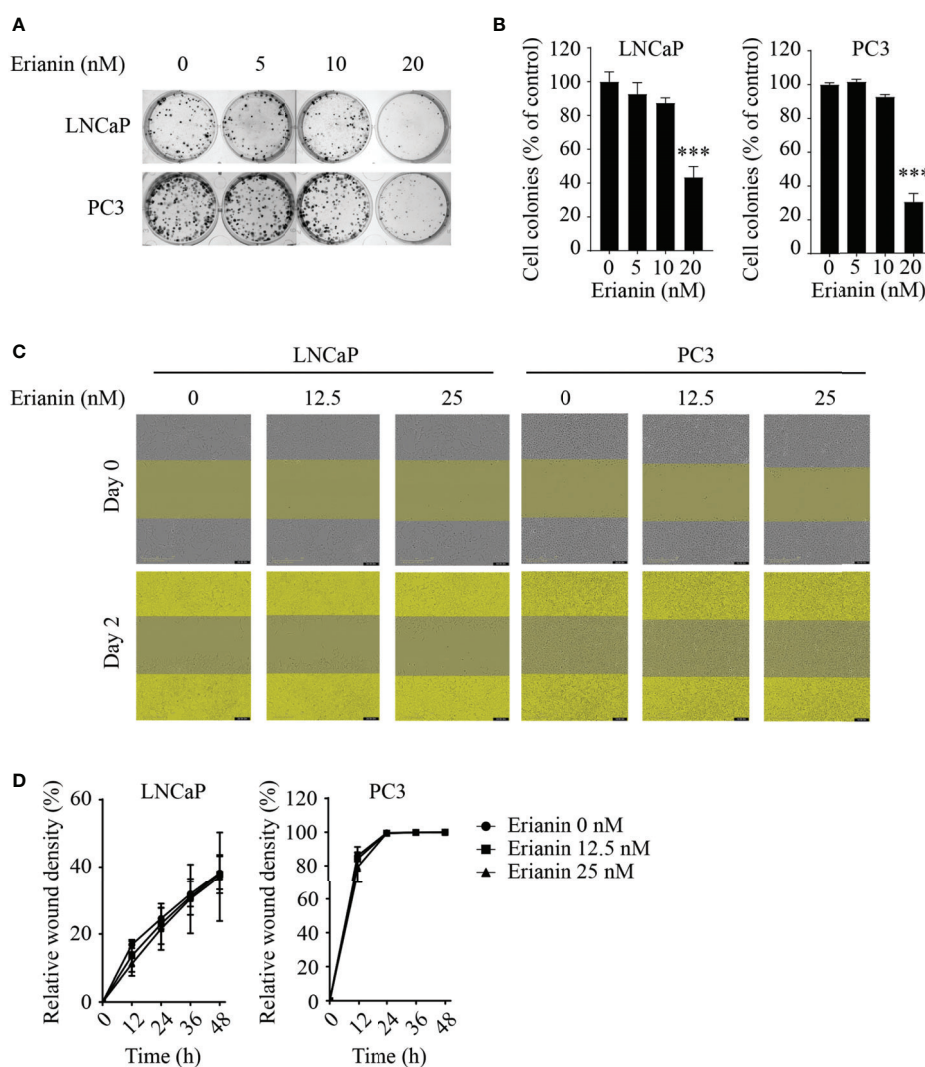 A
Erianin (nM) 0 5 10 20
LNCaP
PC3
B
LNCaP
Cell colonies (% of control)
120
100
80
60
40
20
0
***
0 5 10 20
Erianin (nM)
PC3
Cell colonies (% of control)
120
100
80
60
40
20
0
***
0 5 10 20
Erianin (nM)
C
LNCaP PC3
Erianin (nM) 0 12.5 25 0 12.5 25
Day 0
Day 2
D
LNCaP
Relative wound density (%)
60
40
20
0
0 12 24 36 48
Time (h)
PC3
Relative wound density (%)
120
100
80
60
40
20
0
0 12 24 36 48
Time (h)
Erianin 0 nM
Erianin 12.5 nM
Erianin 25 nM